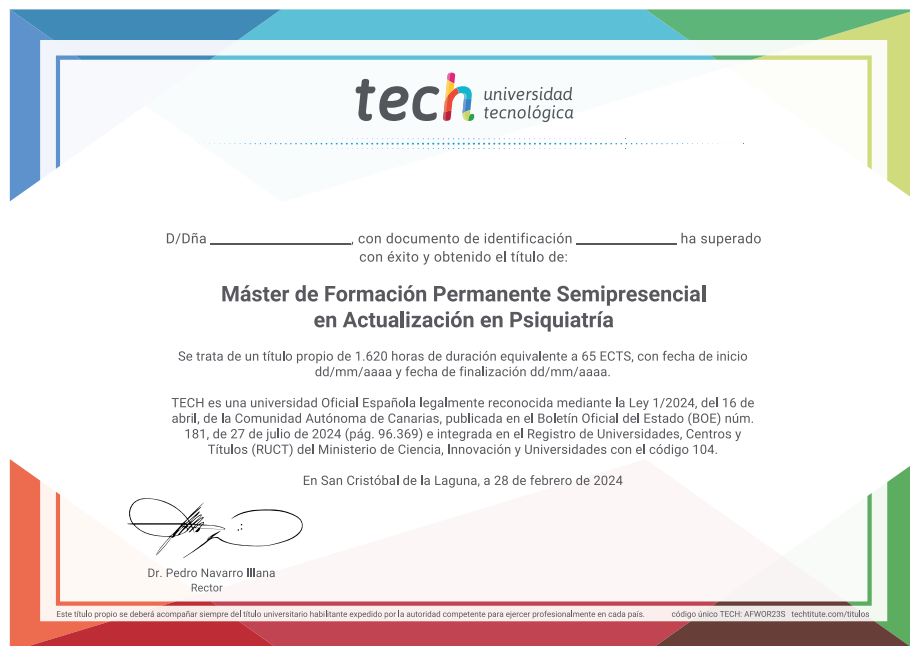 tech universidad
tecnológica
D/Dña ________________, con documento de identificación ____________ ha superado
con éxito y obtenido el título de:
Máster de Formación Permanente Semipresencial
en Actualización en Psiquiatría
Se trata de un título propio de 1.620 horas de duración equivalente a 65 ECTS, con fecha de inicio
dd/mm/aaaa y fecha de finalización dd/mm/aaaa.
TECH es una universidad Oficial Española legalmente reconocida mediante la Ley 1/2024, del 16 de
abril, de la Comunidad Autónoma de Canarias, publicada en el Boletín Oficial del Estado (BOE) núm.
181, de 27 de julio de 2024 (pág. 96.369) e integrada en el Registro de Universidades, Centros y
Títulos (RUCT) del Ministerio de Ciencia, Innovación y Universidades con el código 104.
En San Cristóbal de la Laguna, a 28 de febrero de 2024
Dr. Pedro Navarro Illana
Rector
Este título propio se deberá acompañar siempre del título universitario habilitante expedido por la autoridad competente para ejercer profesionalmente en cada país. código único TECH: AFWOR23S techtitute.com/titulos